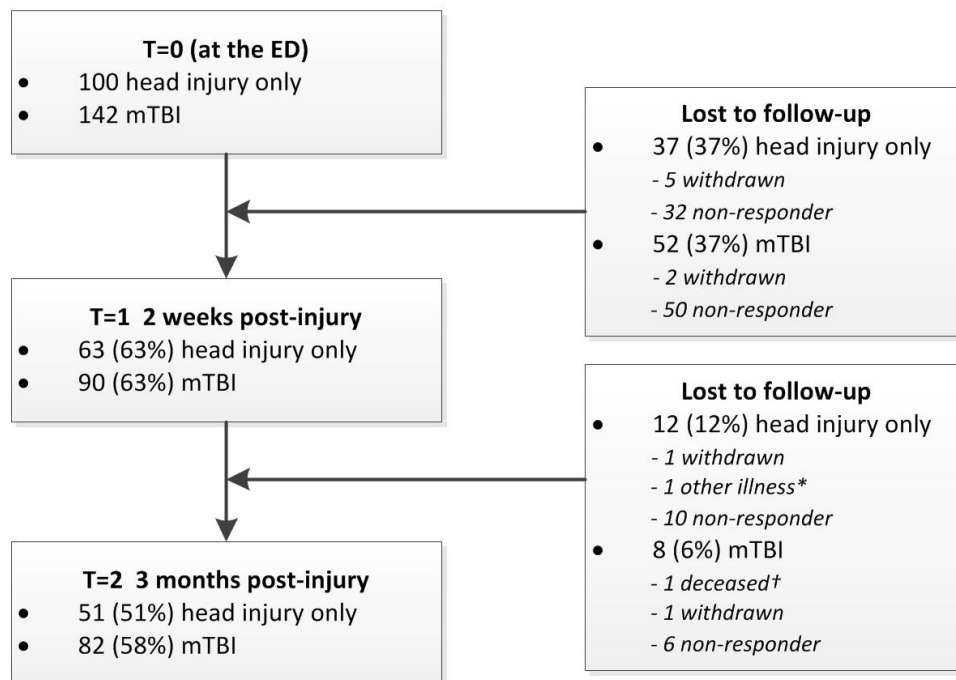 T=0 (at the ED)
• 100 head injury only
• 142 mTBI
Lost to follow-up
• 37 (37%) head injury only
- 5 withdrawn
- 32 non-responder
• 52 (37%) mTBI
- 2 withdrawn
- 50 non-responder
T=1  2 weeks post-injury
• 63 (63%) head injury only
• 90 (63%) mTBI
Lost to follow-up
• 12 (12%) head injury only
- 1 withdrawn
- 1 other illness*
- 10 non-responder
• 8 (6%) mTBI
- 1 deceased†
- 1 withdrawn
- 6 non-responder
T=2  3 months post-injury
• 51 (51%) head injury only
• 82 (58%) mTBI